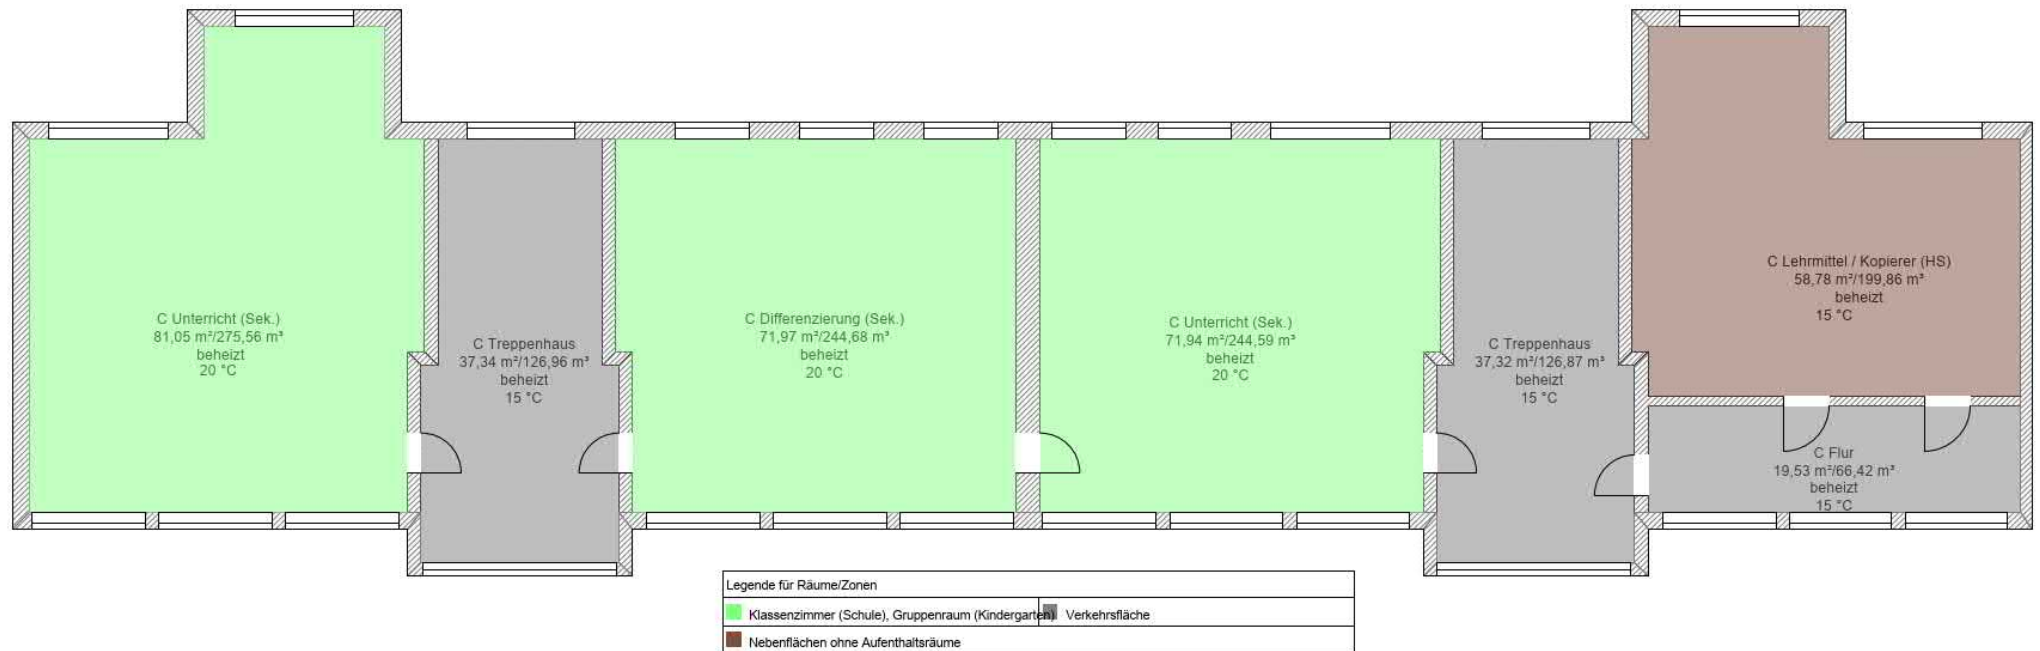 C Unterricht (Sek.)
81,05 m²/275,56 m³
beheizt
20 °C
C Treppenhaus
37,34 m²/126,96 m³
beheizt
15 °C
C Differenzierung (Sek.)
71,97 m²/244,68 m³
beheizt
20 °C
C Unterricht (Sek.)
71,94 m²/244,59 m³
beheizt
20 °C
C Treppenhaus
37,32 m²/126,87 m³
beheizt
15 °C
C Lehrmittel / Kopierer (HS)
58,78 m²/199,86 m³
beheizt
15 °C
C Flur
19,53 m²/66,42 m³
beheizt
15 °C
Legende für Räume/Zonen
Klassenzimmer (Schule), Gruppenraum (Kindergarten)
Verkehrsfläche
Nebenflächen ohne Aufenthaltsräume